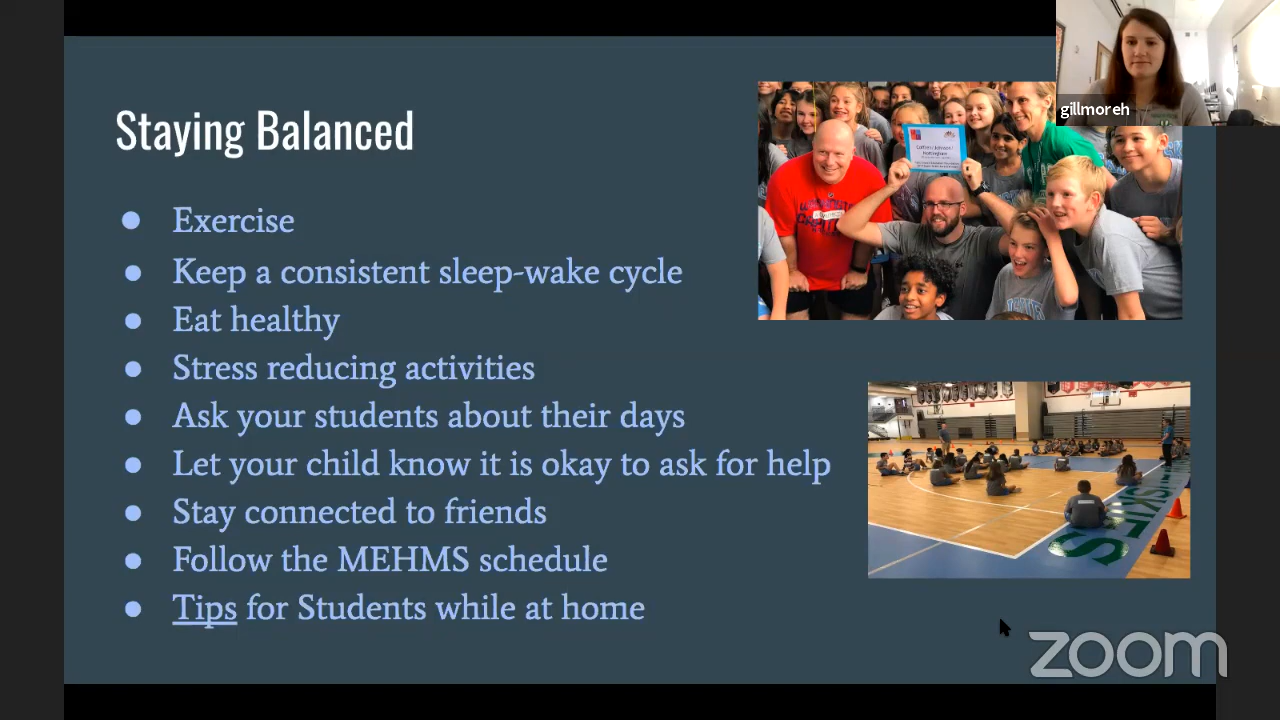 Staying Balanced
gillmoreh
Exercise
Keep a consistent sleep-wake cycle
Eat healthy
Stress reducing activities
Ask your students about their days
Let your child know it is okay to ask for help
Stay connected to friends
Follow the MEHMS schedule
Tips for Students while at home
zoom